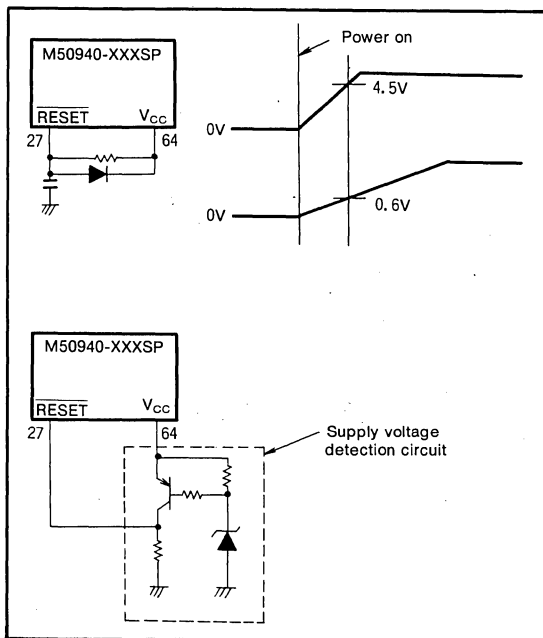 M50940-XXXSP
RESET VCC
27 64
Power on
4.5V
0V
0.6V
0V
M50940-XXXSP
RESET VCC
27 64
Supply voltage
detection circuit